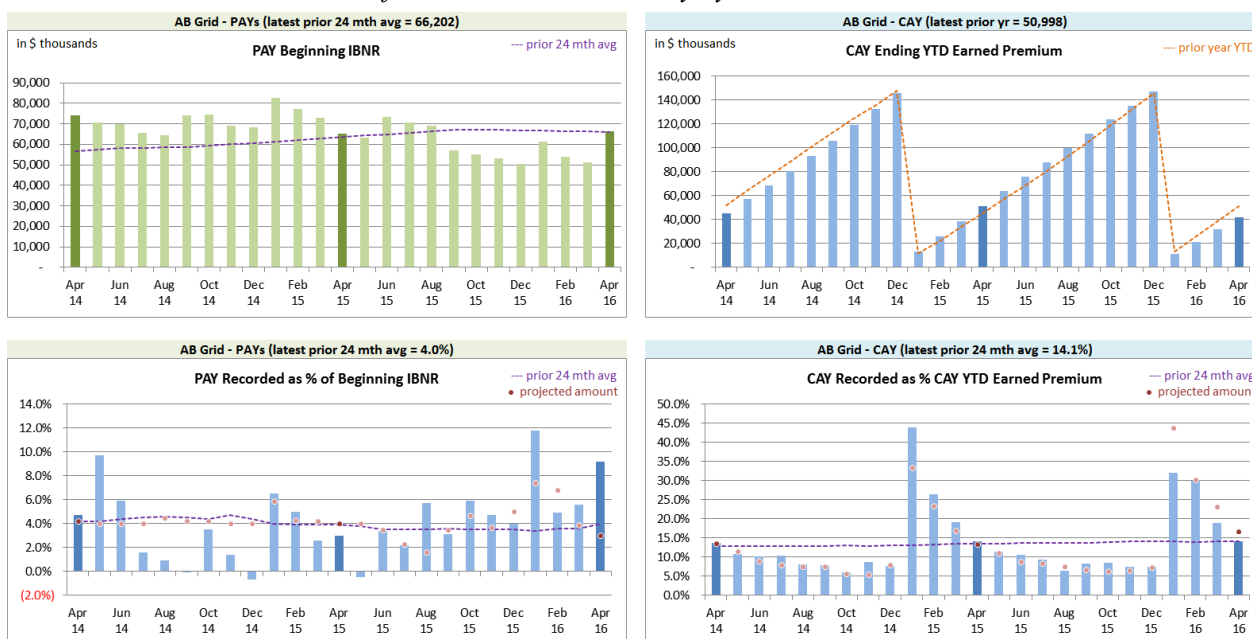 AB Grid - PAYs (latest prior 24 mth avg = 66,202)
in $ thousands
PAY Beginning IBNR
--- prior 24 mth avg
90,000
80,000
70,000
60,000
50,000
40,000
30,000
20,000
10,000
-
Apr Jun Aug Oct Dec Feb Apr Jun Aug Oct Dec Feb Apr
14 14 14 14 14 15 15 15 15 15 15 16 16
AB Grid - CAY (latest prior yr = 50,998)
in $ thousands
CAY Ending YTD Earned Premium
--- prior year YTD
160,000
140,000
120,000
100,000
80,000
60,000
40,000
20,000
-
Apr Jun Aug Oct Dec Feb Apr Jun Aug Oct Dec Feb Apr
14 14 14 14 14 15 15 15 15 15 15 16 16
AB Grid - PAYs (latest prior 24 mth avg = 4.0%)
PAY Recorded as % of Beginning IBNR
--- prior 24 mth avg
• projected amount
14.0%
12.0%
10.0%
8.0%
6.0%
4.0%
2.0%
0.0%
(2.0%)
Apr Jun Aug Oct Dec Feb Apr Jun Aug Oct Dec Feb Apr
14 14 14 14 14 15 15 15 15 15 15 16 16
AB Grid - CAY (latest prior 24 mth avg = 14.1%)
CAY Recorded as % CAY YTD Earned Premium
--- prior 24 mth avg
• projected amount
50.0%
45.0%
40.0%
35.0%
30.0%
25.0%
20.0%
15.0%
10.0%
5.0%
0.0%
Apr Jun Aug Oct Dec Feb Apr Jun Aug Oct Dec Feb Apr
14 14 14 14 14 15 15 15 15 15 15 16 16